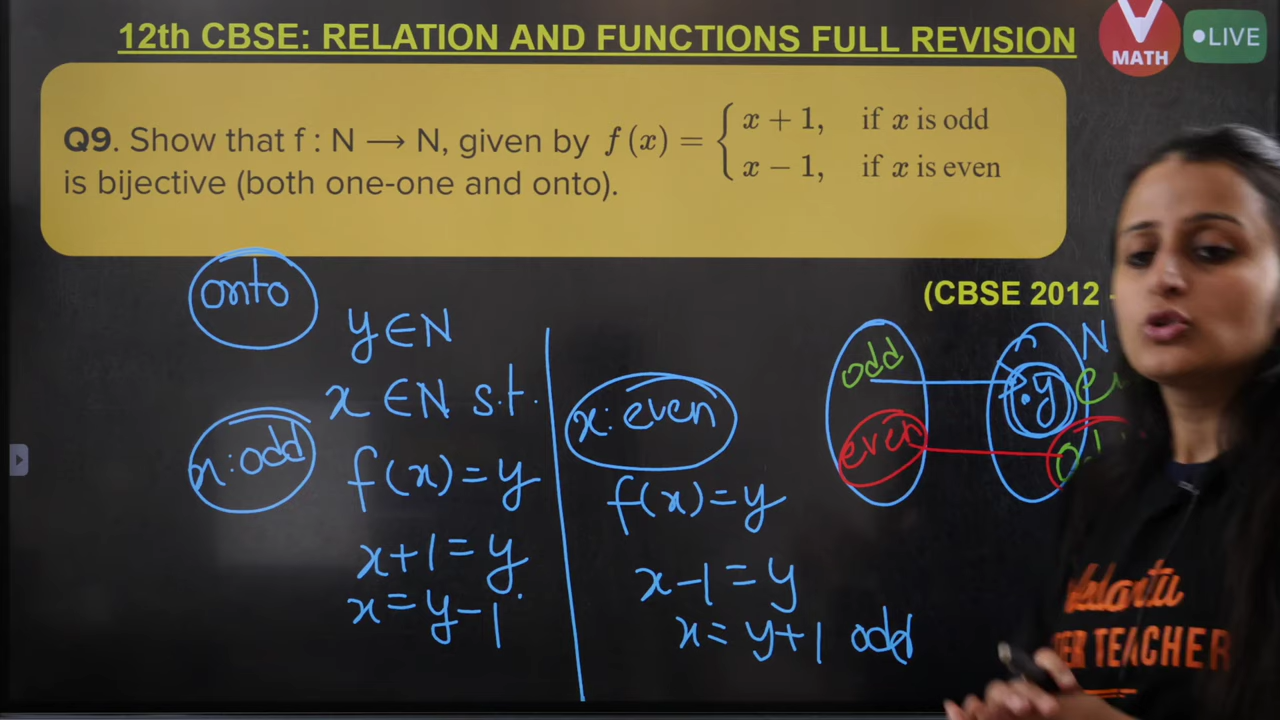 12th CBSE: RELATION AND FUNCTIONS FULL REVISION
V
MATH
LIVE
Q9. Show that f : N → N, given by f(x) = { x + 1, if x is odd
x − 1, if x is even
is bijective (both one-one and onto).
(CBSE 2012 -
onto
y ∈ N
x ∈ N s.t.
x: odd
f(x) = y
x+1 = y
x = y-1
x: even
f(x) = y
x-1 = y
x = y+1 odd
odd
even
.y
N
Vedantu
TEACHER